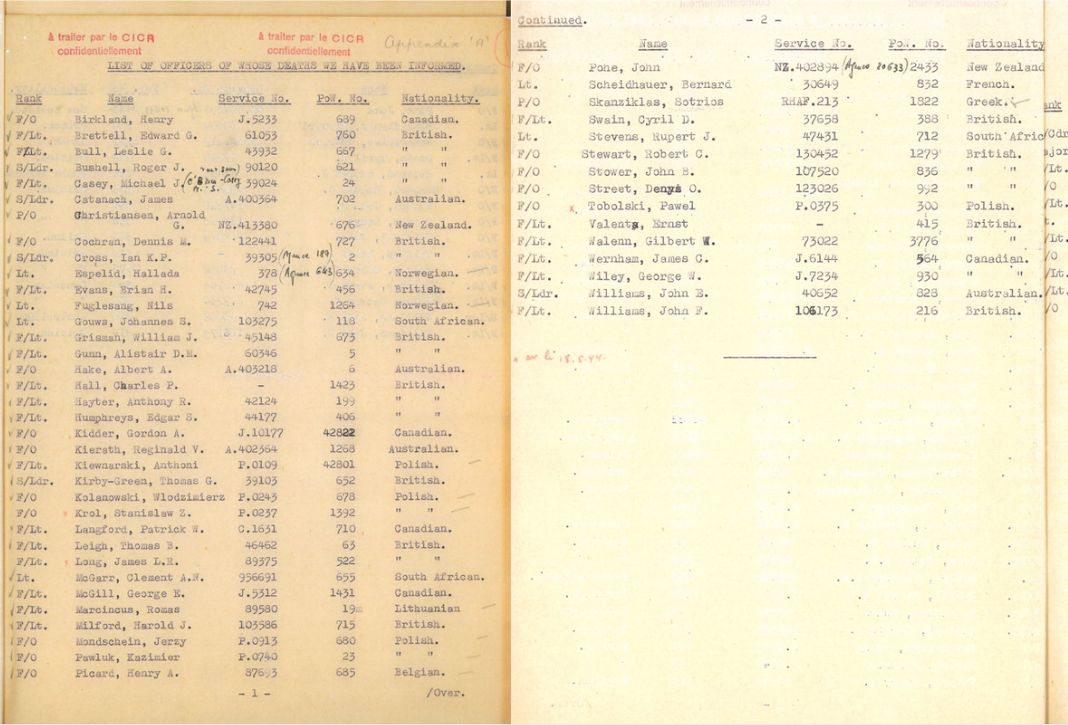 à traiter par le CICR
confidentiellement
à traiter par le CICR
confidentiellement
Appendix 'A'
LIST OF OFFICERS OF WHOSE DEATHS WE HAVE BEEN INFORMED.
Rank Name Service No. PoW. No. Nationality.
F/O Birkland, Henry J.5233 689 Canadian.
F/Lt. Brettell, Edward G. 61053 760 British.
F/Lt. Bull, Leslie G. 43932 667 " "
S/Ldr. Bushell, Roger J. 90120 621 " "
F/Lt. Casey, Michael J. 39024 24 " "
S/Ldr. Catanach, James A.400364 702 Australian.
P/O Christiansen, Arnold
G. NZ.413380 676 New Zealand.
F/O Cochran, Dennis M. 122441 727 British.
S/Ldr. Cross, Ian K.P. 39305 (Agence 189) 2 " "
Lt. Espelid, Hallada 378 (Agence 643) 634 Norwegian.
F/Lt. Evans, Brian H. 42745 456 British.
Lt. Fuglesang, Nils 742 1264 Norwegian.
Lt. Gouws, Johannes S. 103275 118 South African.
F/Lt. Grisman, William J. 45148 673 British.
F/Lt. Gunn, Alistair D.M. 60346 5 " "
F/O Hake, Albert A. A.403218 6 Australian.
F/Lt. Hall, Charles P. - 1423 British.
F/Lt. Hayter, Anthony R. 42124 199 " "
F/Lt. Humphreys, Edgar S. 44177 406 " "
F/O Kidder, Gordon A. J.10177 42822 Canadian.
F/O Kierath, Reginald V. A.402364 1268 Australian.
F/Lt. Kiewnarski, Anthoni P.0109 42801 Polish.
S/Ldr. Kirby-Green, Thomas G. 39103 652 British.
F/O Kolanowski, Wlodzimierz P.0243 678 Polish.
F/O Krol, Stanislaw Z. P.0237 1392 " "
F/Lt. Langford, Patrick W. C.1631 710 Canadian.
F/Lt. Leigh, Thomas B. 46462 63 British.
F/Lt. Long, James L.R. 89375 522 " "
Lt. McGarr, Clement A.N. 956691 655 South African.
F/Lt. McGill, George E. J.5312 1431 Canadian.
F/Lt. Marcincus, Romas 89580 19 Lithuanian
F/Lt. Milford, Harold J. 103586 715 British.
F/O Mondschein, Jerzy P.0913 680 Polish.
F/O Pawluk, Kazimier P.0740 23 " "
F/O Picard, Henry A. 87693 685 Belgian.
- 1 - /Over.
Continued. - 2 -
Rank Name Service No. PoW. No. Nationality
F/O Pohe, John NZ.402894 (Agence 20633) 2433 New Zealand
Lt. Scheidhauer, Bernard 30649 832 French.
P/O Skanziklas, Sotrios RHAF.213 1822 Greek.
F/Lt. Swain, Cyril D. 37658 388 British.
Lt. Stevens, Rupert J. 47431 712 South Afric
F/O Stewart, Robert C. 130452 1279 British.
F/O Stower, John B. 107520 836 " "
F/O Street, Denys O. 123026 992 " "
F/O x Tobolski, Pawel P.0375 300 Polish.
F/Lt. Valenta, Ernst - 415 British.
F/Lt. Walenn, Gilbert W. 73022 3776 " "
F/Lt. Wernham, James C. J.6144 564 Canadian.
F/Lt. Wiley, George W. J.7234 930 " "
S/Ldr. Williams, John E. 40652 828 Australian.
F/Lt. Williams, John F. 106173 216 British.